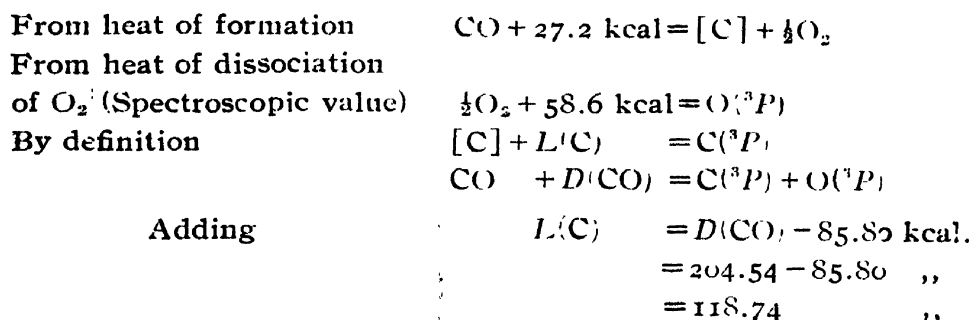 From heat of formation CO + 27.2 kcal = [C] + ½O₂
From heat of dissociation
of O₂ (Spectroscopic value) ½O₂ + 58.6 kcal = O(³P)
By definition [C] + L(C) = C(³P)
CO + D(CO) = C(³P) + O(³P)
Adding L(C) = D(CO) − 85.80 kcal.
= 204.54 − 85.80 ,,
= 118.74 ,,